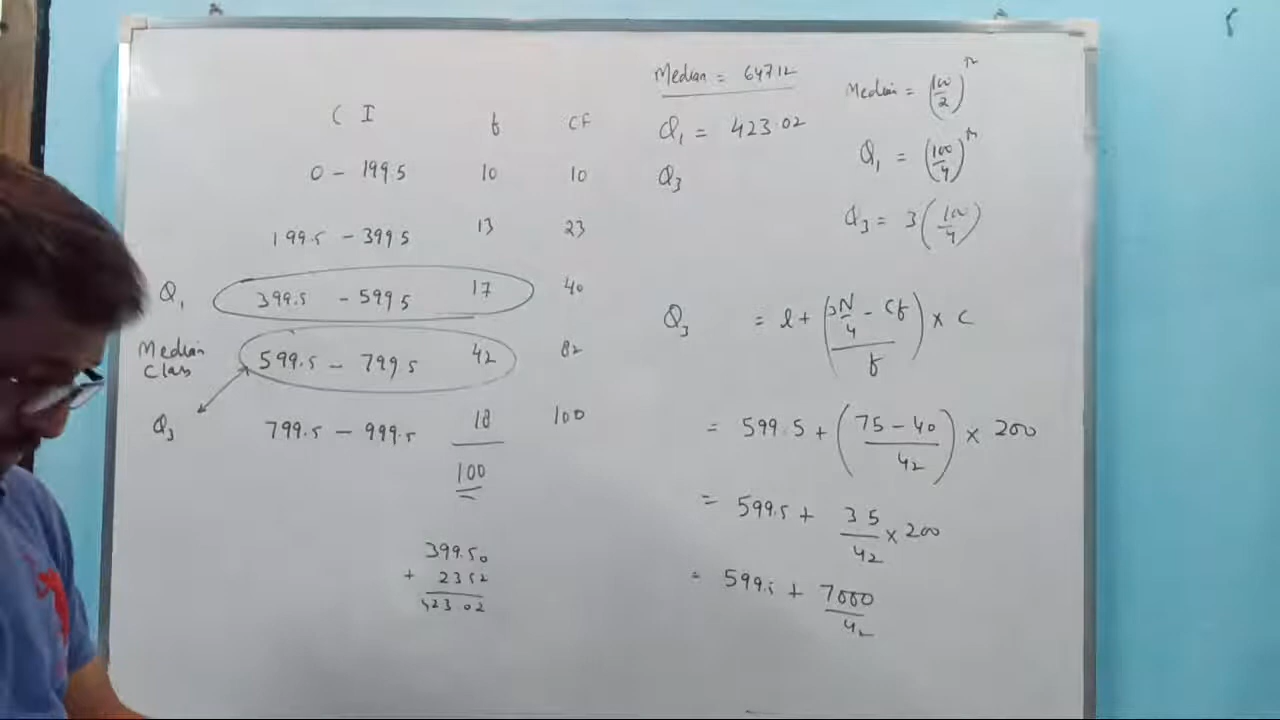 C I f CF
0 - 199.5 10 10
199.5 - 399.5 13 23
Q₁ 399.5 - 599.5 17 40
Median Class 599.5 - 799.5 42 82
Q₃ 799.5 - 999.5 18 100
100
399.50
+ 23.52
423.02
Median = 647.12
Q₁ = 423.02
Q₃
Median = (100/2)th
Q₁ = (100/4)th
Q₃ = 3(100/4)
Q₃ = l + ((3N/4 - Cf)/f) × C
= 599.5 + ((75 - 40)/42) × 200
= 599.5 + 35/42 × 200
= 599.5 + 7000/42